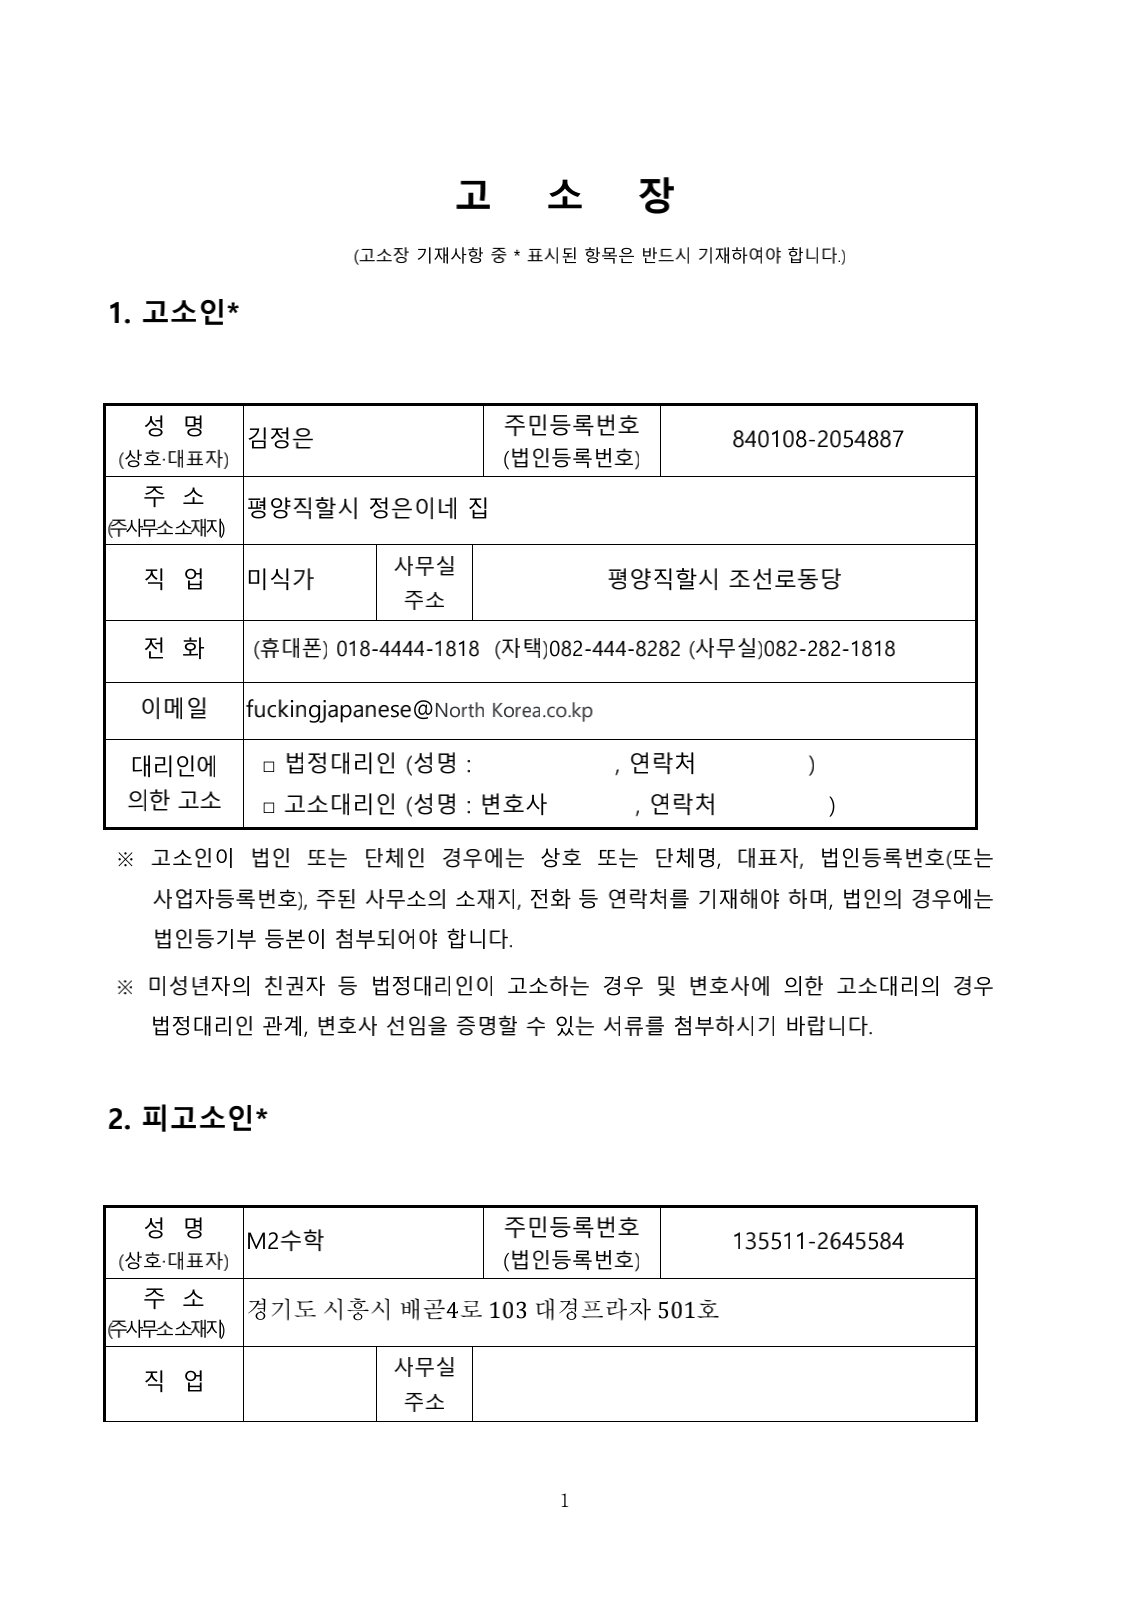 고 소 장
(고소장 기재사항 중 * 표시된 항목은 반드시 기재하여야 합니다.)
1. 고소인*
성 명 김정은 주민등록번호 840108-2054887
(상호·대표자) (법인등록번호)
주 소 평양직할시 정은이네 집
(주사무소 소재지)
직 업 미식가 사무실 평양직할시 조선로동당
주소
전 화 (휴대폰) 018-4444-1818 (자택)082-444-8282 (사무실)082-282-1818
이메일 fuckingjapanese@North Korea.co.kp
대리인에 □ 법정대리인 (성명 : , 연락처 )
의한 고소 □ 고소대리인 (성명 : 변호사 , 연락처 )
※ 고소인이 법인 또는 단체인 경우에는 상호 또는 단체명, 대표자, 법인등록번호(또는
사업자등록번호), 주된 사무소의 소재지, 전화 등 연락처를 기재해야 하며, 법인의 경우에는
법인등기부 등본이 첨부되어야 합니다.
※ 미성년자의 친권자 등 법정대리인이 고소하는 경우 및 변호사에 의한 고소대리의 경우
법정대리인 관계, 변호사 선임을 증명할 수 있는 서류를 첨부하시기 바랍니다.
2. 피고소인*
성 명 M2수학 주민등록번호 135511-2645584
(상호·대표자) (법인등록번호)
주 소 경기도 시흥시 배곧4로 103 대경프라자 501호
(주사무소 소재지)
직 업 사무실
주소
1